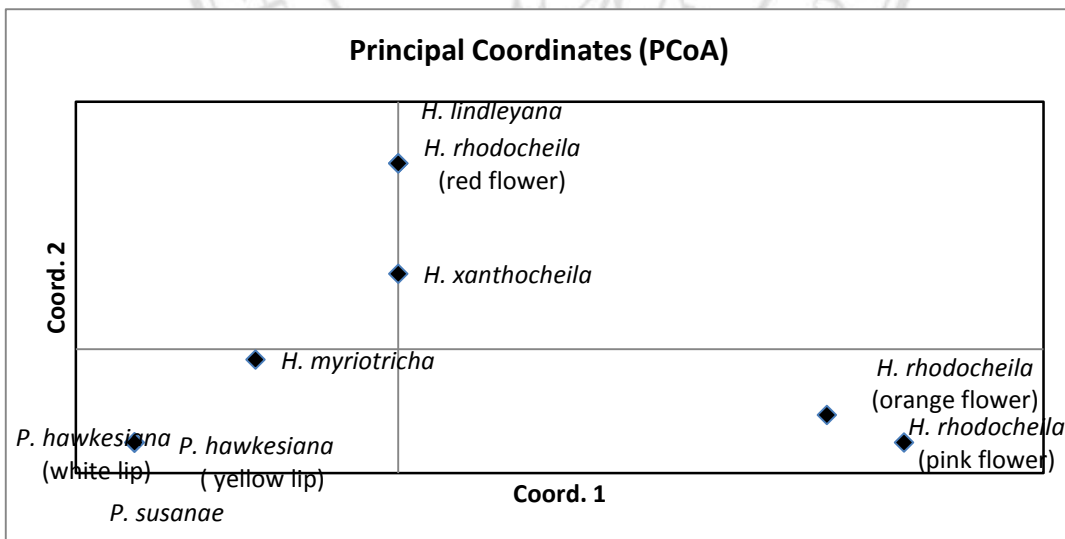 Principal Coordinates (PCoA)
H. lindleyana
H. rhodocheila
(red flower)
Coord. 2
H. xanthocheila
H. myriotricha
H. rhodocheila
(orange flower)
H. rhodocheila
(pink flower)
P. hawkesiana
(white lip)
P. hawkesiana
( yellow lip)
P. susanae
Coord. 1